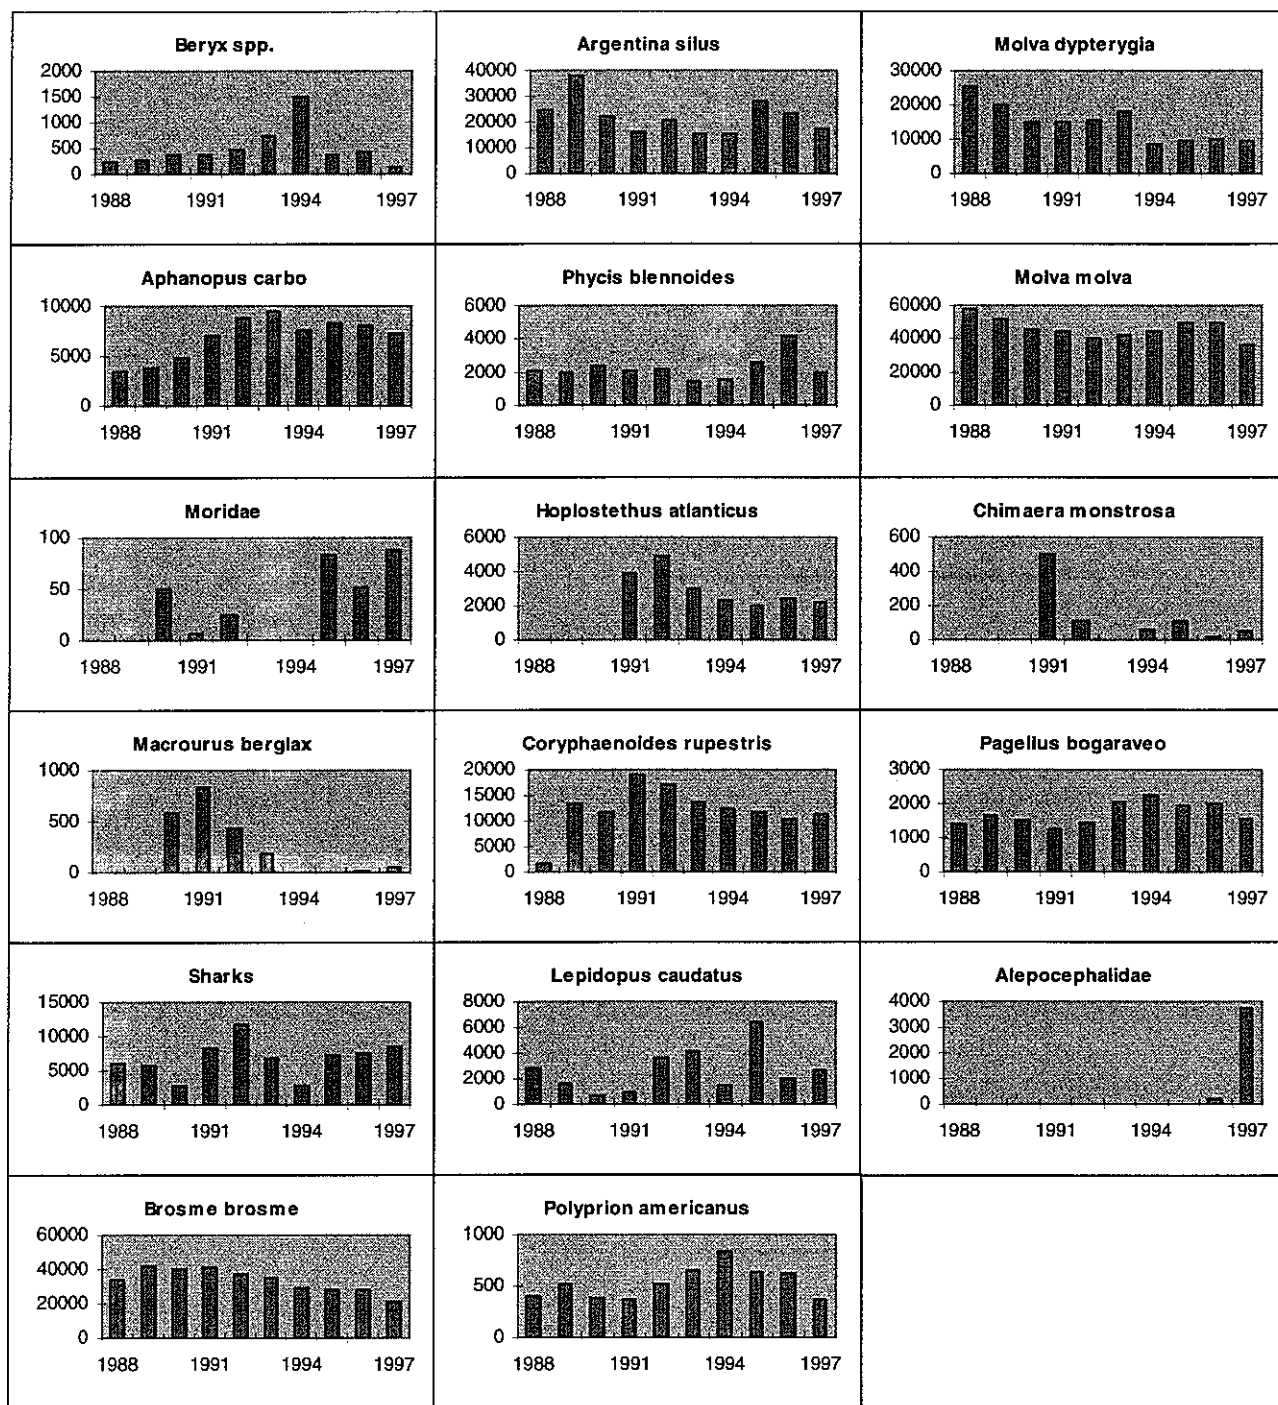 Beryx spp.
2000
1500
1000
500
0
1988 1991 1994 1997
Argentina silus
40000
30000
20000
10000
0
1988 1991 1994 1997
Molva dypterygia
30000
20000
10000
0
1988 1991 1994 1997
Aphanopus carbo
10000
5000
0
1988 1991 1994 1997
Phycis blennoides
6000
4000
2000
0
1988 1991 1994 1997
Molva molva
60000
40000
20000
0
1988 1991 1994 1997
Moridae
100
50
0
1988 1991 1994 1997
Hoplostethus atlanticus
6000
4000
2000
0
1988 1991 1994 1997
Chimaera monstrosa
600
400
200
0
1988 1991 1994 1997
Macrourus berglax
1000
500
0
1988 1991 1994 1997
Coryphaenoides rupestris
20000
15000
10000
5000
0
1988 1991 1994 1997
Pagelius bogaraveo
3000
2000
1000
0
1988 1991 1994 1997
Sharks
15000
10000
5000
0
1988 1991 1994 1997
Lepidopus caudatus
8000
6000
4000
2000
0
1988 1991 1994 1997
Alepocephalidae
4000
3000
2000
1000
0
1988 1991 1994 1997
Brosme brosme
60000
40000
20000
0
1988 1991 1994 1997
Polyprion americanus
1000
500
0
1988 1991 1994 1997